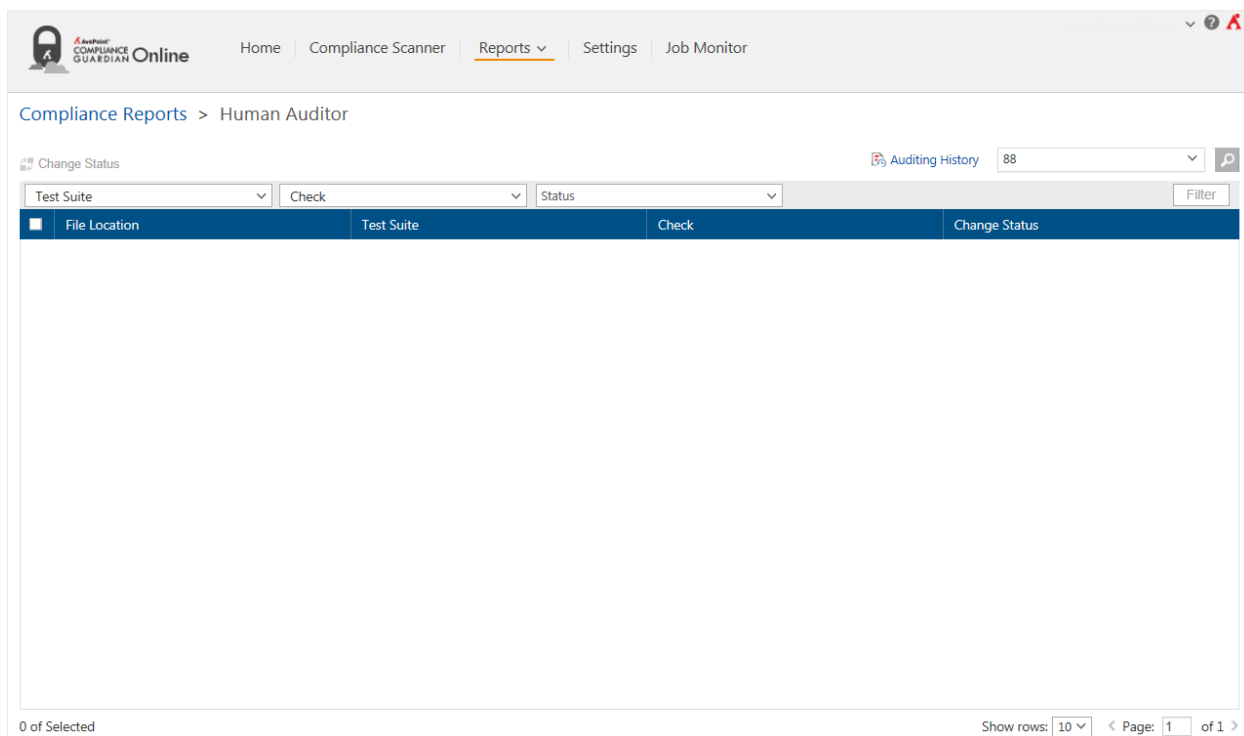 AvePoint
COMPLIANCE
GUARDIAN Online
Home Compliance Scanner Reports Settings Job Monitor
Compliance Reports > Human Auditor
Change Status
Auditing History 88
Test Suite Check Status Filter
File Location Test Suite Check Change Status
0 of Selected
Show rows: 10 < Page: 1 of 1 >